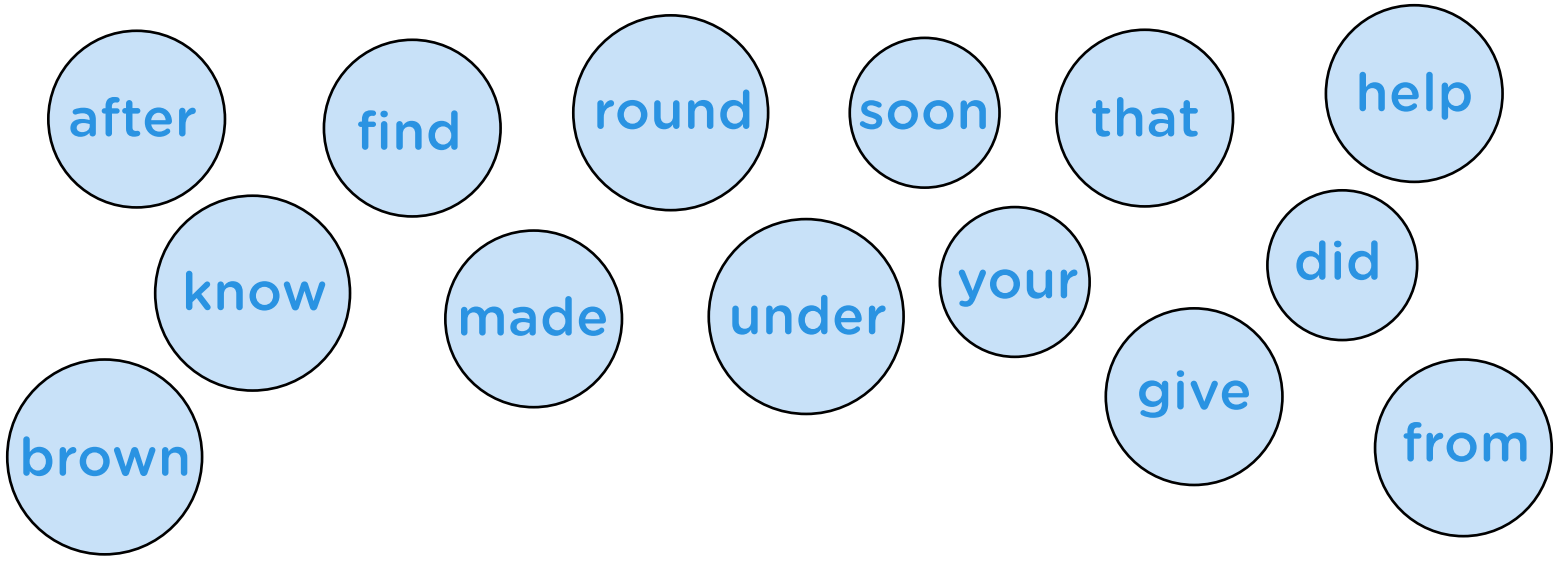 after
find
round
soon
that
help
know
made
under
your
did
give
brown
from